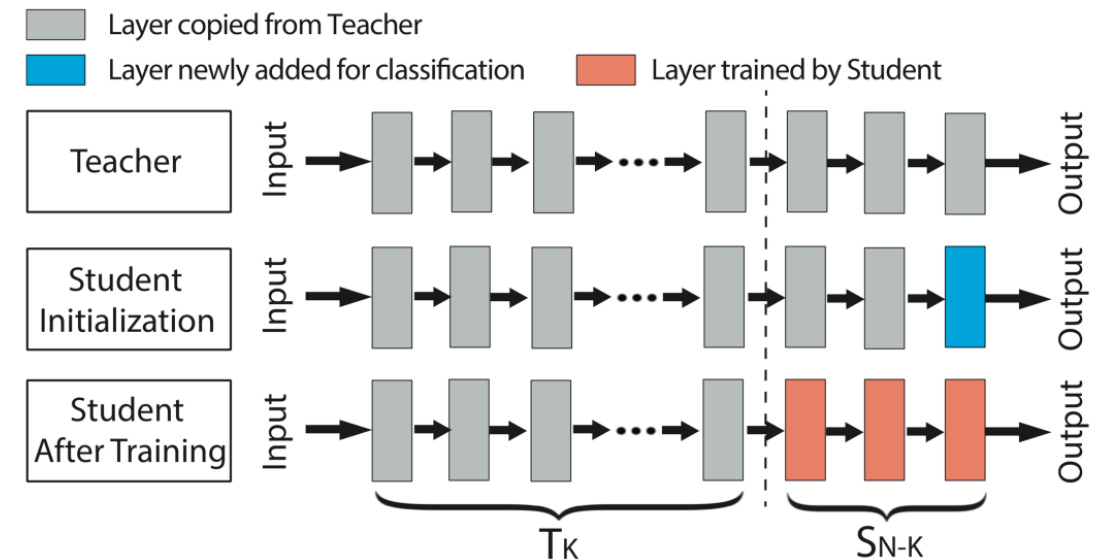 Layer copied from Teacher
Layer newly added for classification
Layer trained by Student
Teacher
Input
Output
Student
Initialization
Input
Output
Student
After Training
Input
Output
TK
SN-K